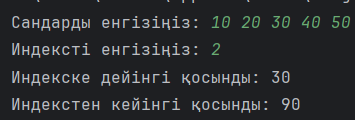 Сандарды енгізіңіз: 10 20 30 40 50
Индексті енгізіңіз: 2
Индекске дейінгі қосынды: 30
Индекстен кейінгі қосынды: 90